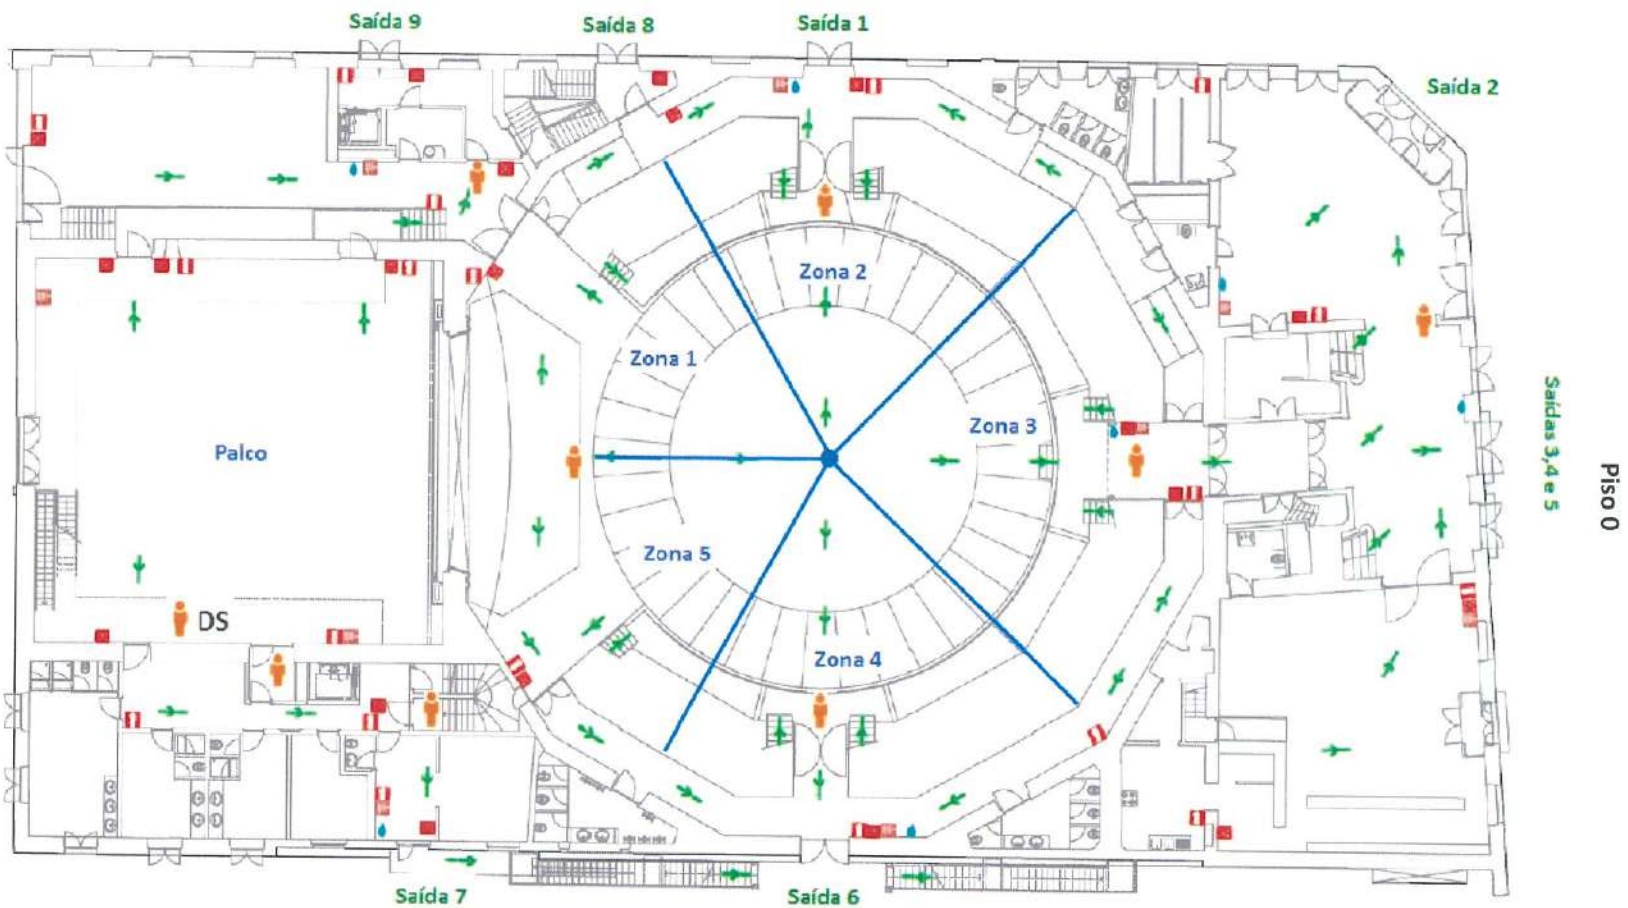 Saída 9
Saída 8
Saída 1
Saída 2
Zona 2
Zona 1
Zona 3
Palco
Saídas 3,4 e 5
Piso 0
Zona 5
DS
Zona 4
Saída 7
Saída 6